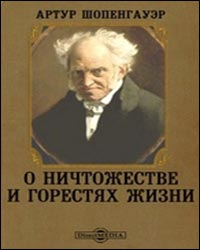 АРТУР ШОПЕНГАУЭР
О НИЧТОЖЕСТВЕ
И ГОРЕСТЯХ ЖИЗНИ
DirectMEDIA